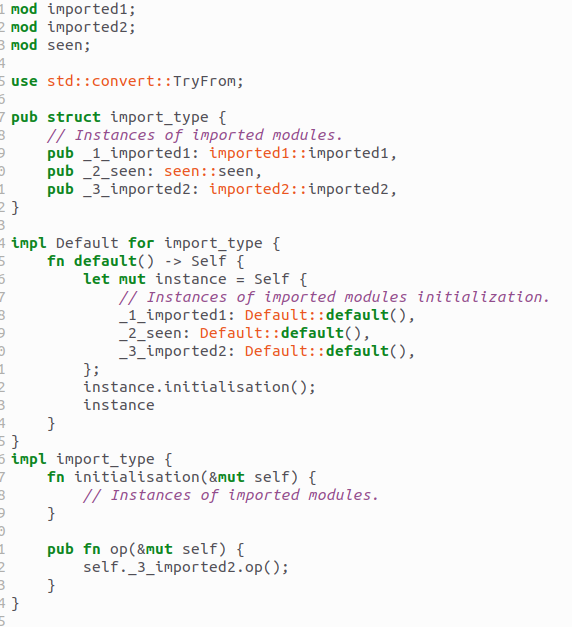 1 mod imported1;
2 mod imported2;
3 mod seen;
4
5 use std::convert::TryFrom;
6
7 pub struct import_type {
8     // Instances of imported modules.
9     pub _1_imported1: imported1::imported1,
0     pub _2_seen: seen::seen,
1     pub _3_imported2: imported2::imported2,
2 }
3
4 impl Default for import_type {
5     fn default() -> Self {
6         let mut instance = Self {
7             // Instances of imported modules initialization.
8             _1_imported1: Default::default(),
9             _2_seen: Default::default(),
0             _3_imported2: Default::default(),
1         };
2         instance.initialisation();
3         instance
4     }
5 }
6 impl import_type {
7     fn initialisation(&mut self) {
8         // Instances of imported modules.
9     }
0
1     pub fn op(&mut self) {
2         self._3_imported2.op();
3     }
4 }
5